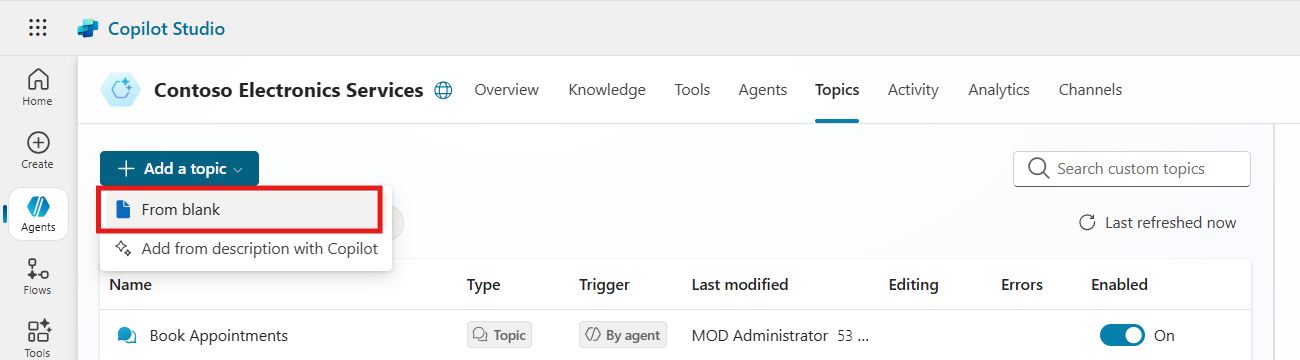 Copilot Studio
Home
Create
Agents
Flows
Tools
Contoso Electronics Services Overview Knowledge Tools Agents Topics Activity Analytics Channels
Add a topic
Search custom topics
From blank
Last refreshed now
Add from description with Copilot
Name Type Trigger Last modified Editing Errors Enabled
Book Appointments Topic By agent MOD Administrator 53 ... On